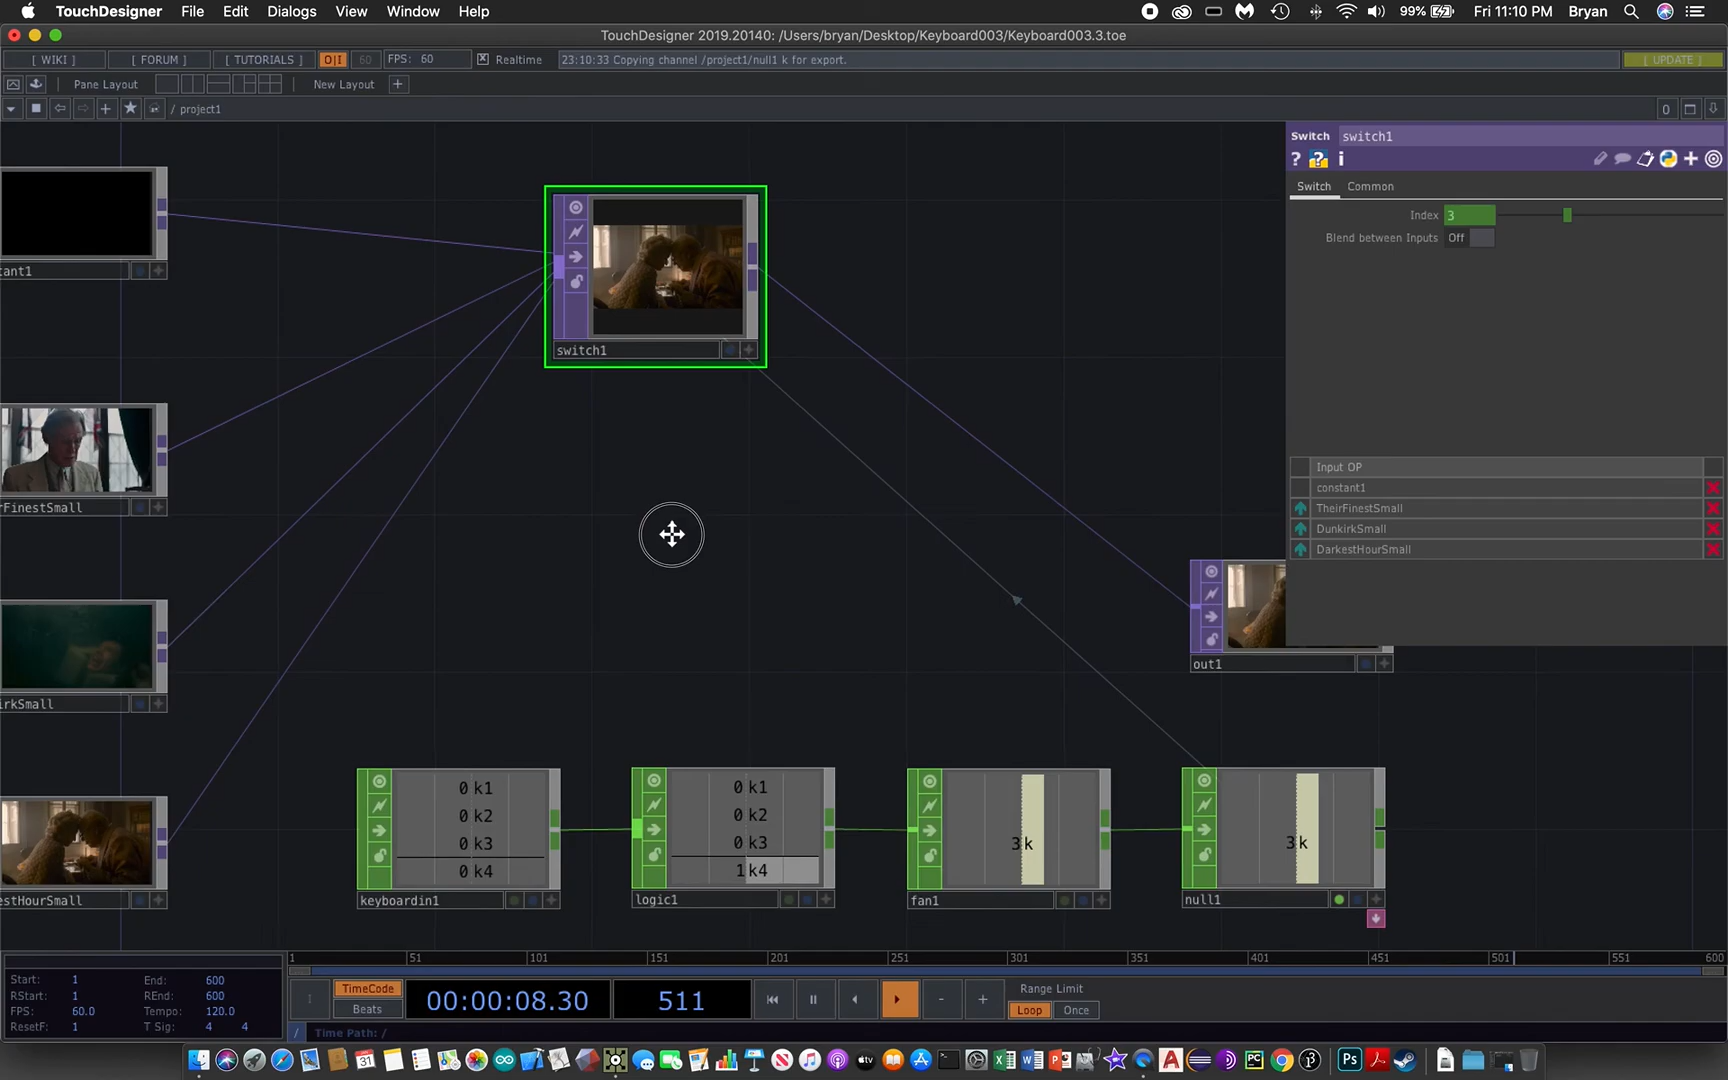 TouchDesigner File Edit Dialogs View Window Help 99% Fri 11:10 PM Bryan
TouchDesigner 2019.20140: /Users/bryan/Desktop/Keyboard003/Keyboard003.3.toe
[ WIKI ] [ FORUM ] [ TUTORIALS ] O|I 60 FPS: 60 Realtime 23:10:33 Copying channel /project1/null1 k for export. [ UPDATE ]
Pane Layout New Layout +
/ project1 0
Switch switch1
? ? i
Switch Common
Index 3
Blend between Inputs Off
tant1
switch1
Input OP
constant1
TheirFinestSmall
DunkirkSmall
DarkestHourSmall
rFinestSmall
out1
irkSmall
0 k1
0 k2
0 k3
0 k4
keyboardin1
0 k1
0 k2
0 k3
1 k4
logic1
3 k
fan1
3 k
null1
estHourSmall
1 51 101 151 201 251 301 351 401 451 501 551 600
Start: 1 End: 600
RStart: 1 REnd: 600
FPS: 60.0 Tempo: 120.0
ResetF: 1 T Sig: 4 4
TimeCode
Beats
00:00:08.30 511
Range Limit
Loop Once
/ Time Path: /